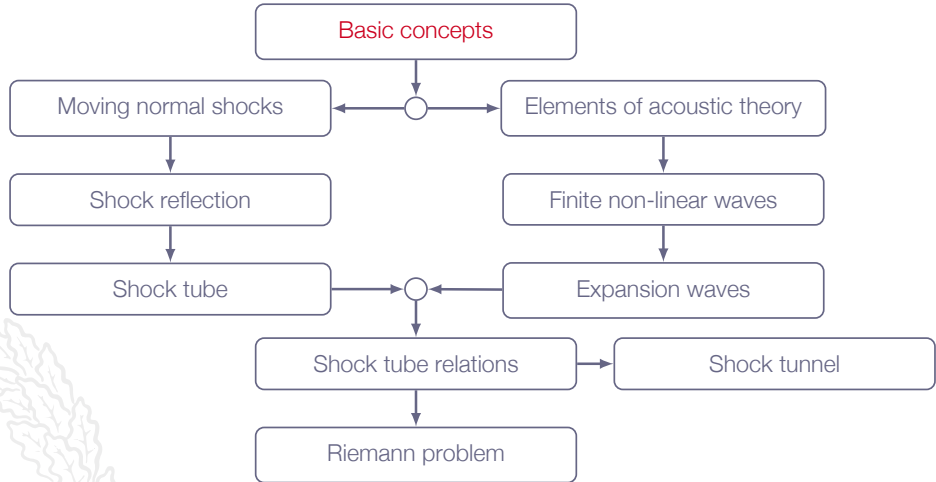 Basic concepts
Moving normal shocks
Elements of acoustic theory
Shock reflection
Finite non-linear waves
Shock tube
Expansion waves
Shock tube relations
Shock tunnel
Riemann problem